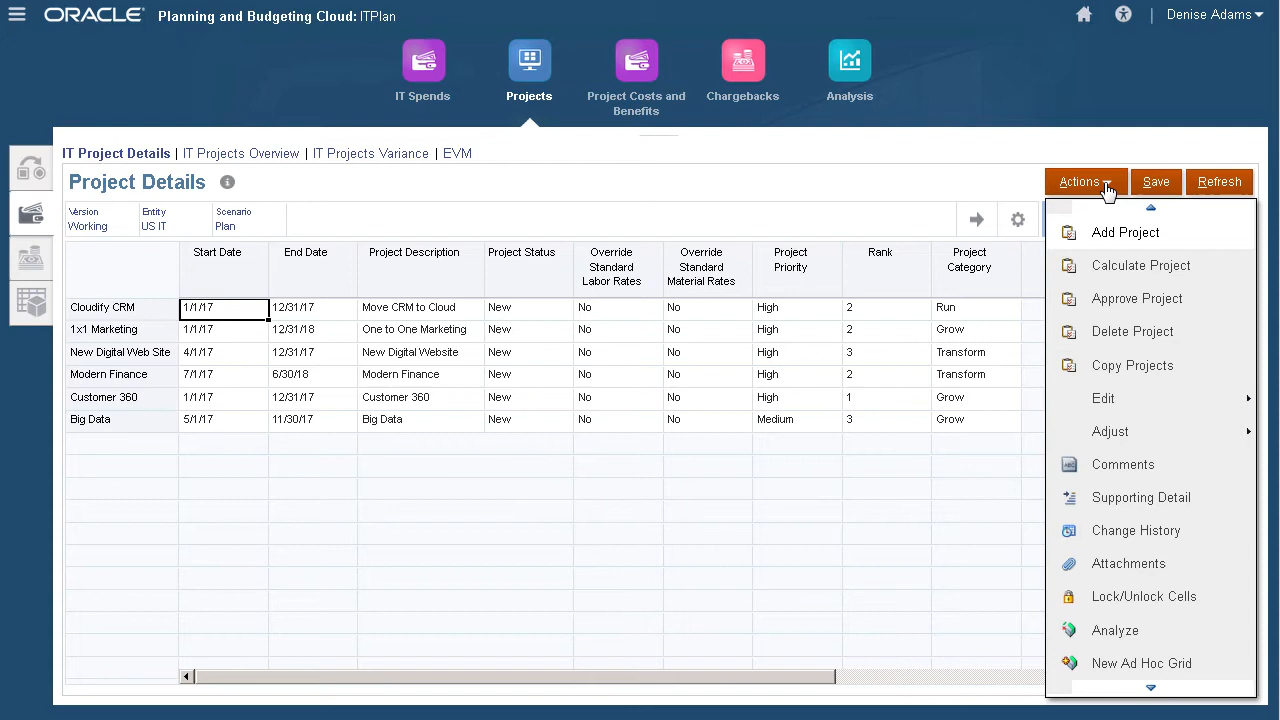 ORACLE Planning and Budgeting Cloud: ITPlan Denise Adams
IT Spends Projects Project Costs and Benefits Chargebacks Analysis
IT Project Details | IT Projects Overview | IT Projects Variance | EVM
Project Details Actions Save Refresh
Version Entity Scenario
Working US IT Plan
Start Date End Date Project Description Project Status Override Standard Labor Rates Override Standard Material Rates Project Priority Rank Project Category
Cloudify CRM 1/1/17 12/31/17 Move CRM to Cloud New No No High 2 Run
1x1 Marketing 1/1/17 12/31/18 One to One Marketing New No No High 2 Grow
New Digital Web Site 4/1/17 12/31/17 New Digital Website New No No High 3 Transform
Modern Finance 7/1/17 6/30/18 Modern Finance New No No High 2 Transform
Customer 360 1/1/17 12/31/17 Customer 360 New No No High 1 Grow
Big Data 5/1/17 11/30/17 Big Data New No No Medium 3 Grow
Add Project
Calculate Project
Approve Project
Delete Project
Copy Projects
Edit
Adjust
Comments
Supporting Detail
Change History
Attachments
Lock/Unlock Cells
Analyze
New Ad Hoc Grid